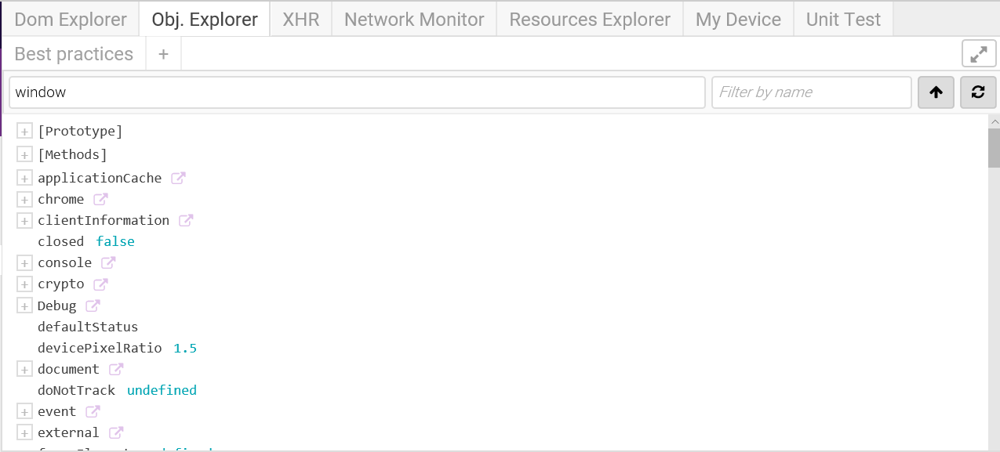 Dom Explorer Obj. Explorer XHR Network Monitor Resources Explorer My Device Unit Test
Best practices +
window Filter by name
[Prototype]
[Methods]
applicationCache
chrome
clientInformation
closed false
console
crypto
Debug
defaultStatus
devicePixelRatio 1.5
document
doNotTrack undefined
event
external